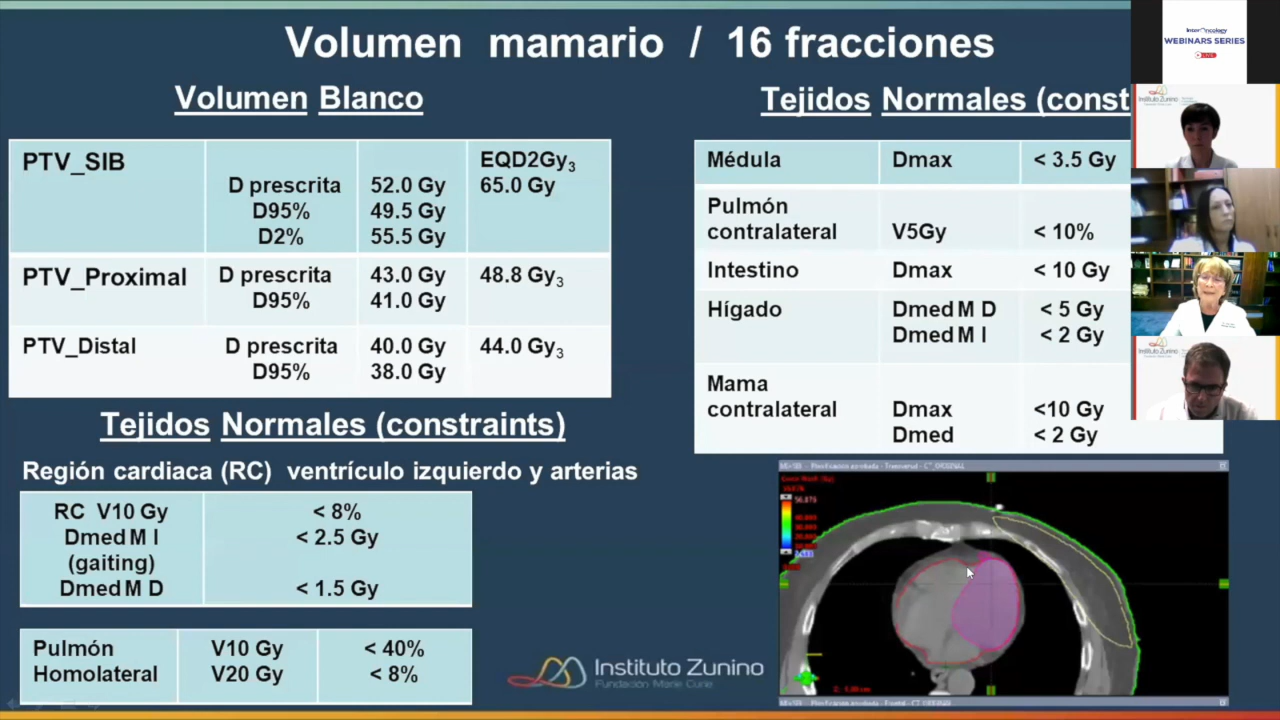 Volumen mamario / 16 fracciones
Volumen Blanco
PTV_SIB
EQD2Gy3
D prescrita 52.0 Gy 65.0 Gy
D95% 49.5 Gy
D2% 55.5 Gy
PTV_Proximal D prescrita 43.0 Gy 48.8 Gy3
D95% 41.0 Gy
PTV_Distal D prescrita 40.0 Gy 44.0 Gy3
D95% 38.0 Gy
Tejidos Normales (constraints)
Región cardiaca (RC) ventrículo izquierdo y arterias
RC V10 Gy < 8%
Dmed M I < 2.5 Gy
(gaiting)
Dmed M D < 1.5 Gy
Pulmón V10 Gy < 40%
Homolateral V20 Gy < 8%
Tejidos Normales (const
Médula Dmax < 3.5 Gy
Pulmón
contralateral V5Gy < 10%
Intestino Dmax < 10 Gy
Hígado Dmed M D < 5 Gy
Dmed M I < 2 Gy
Mama
contralateral Dmax <10 Gy
Dmed < 2 Gy
Instituto Zunino
Fundación Marie Curie
InterOncology
WEBINARS SERIES
LIVE
Instituto Zunino
Instituto Zunino